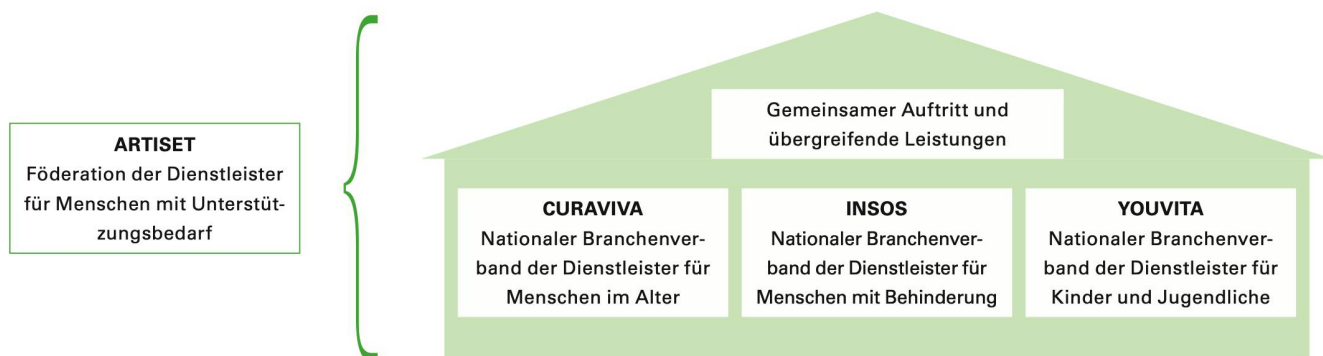 ARTISET
Föderation der Dienstleister
für Menschen mit Unterstüt-
zungsbedarf
Gemeinsamer Auftritt und
übergreifende Leistungen
CURAVIVA
Nationaler Branchenver-
band der Dienstleister für
Menschen im Alter
INSOS
Nationaler Branchenver-
band der Dienstleister für
Menschen mit Behinderung
YOUVITA
Nationaler Branchenver-
band der Dienstleister für
Kinder und Jugendliche